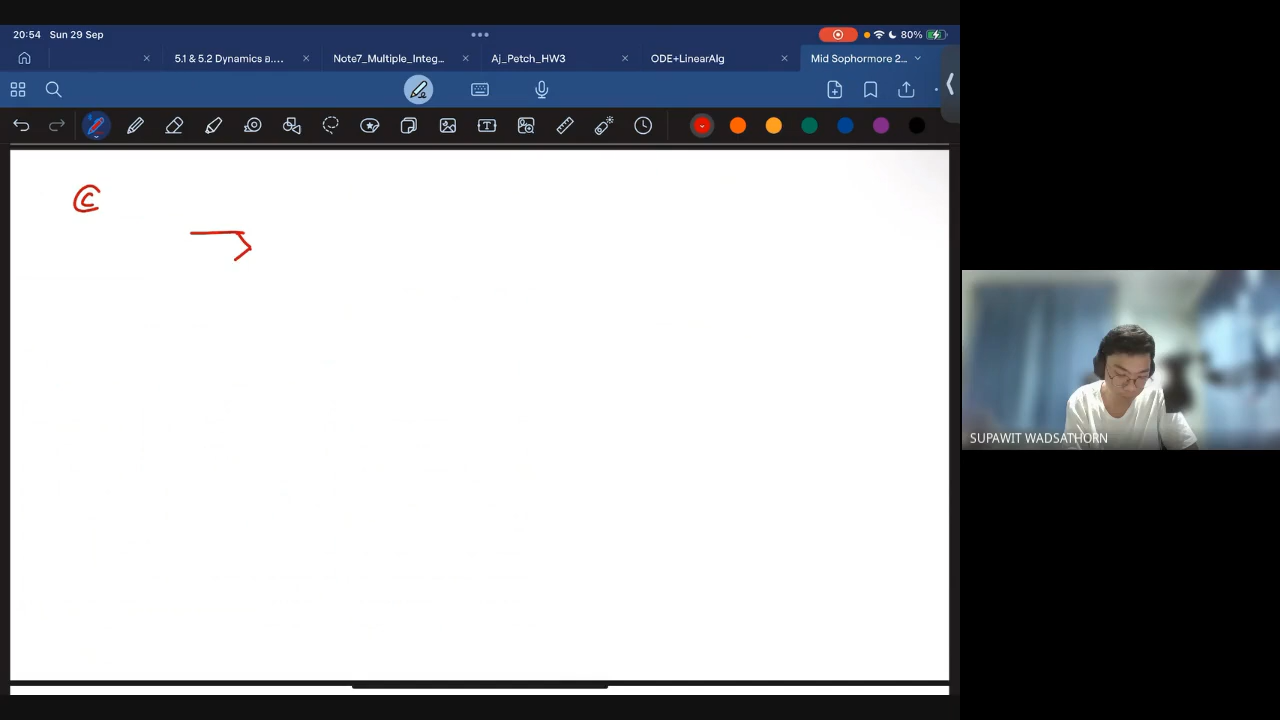 20:54 Sun 29 Sep
80%
5.1 & 5.2 Dynamics a....
Note7_Multiple_Integ...
Aj_Petch_HW3
ODE+LinearAlg
Mid Sophormore 2...
C
SUPAWIT WADSATHORN